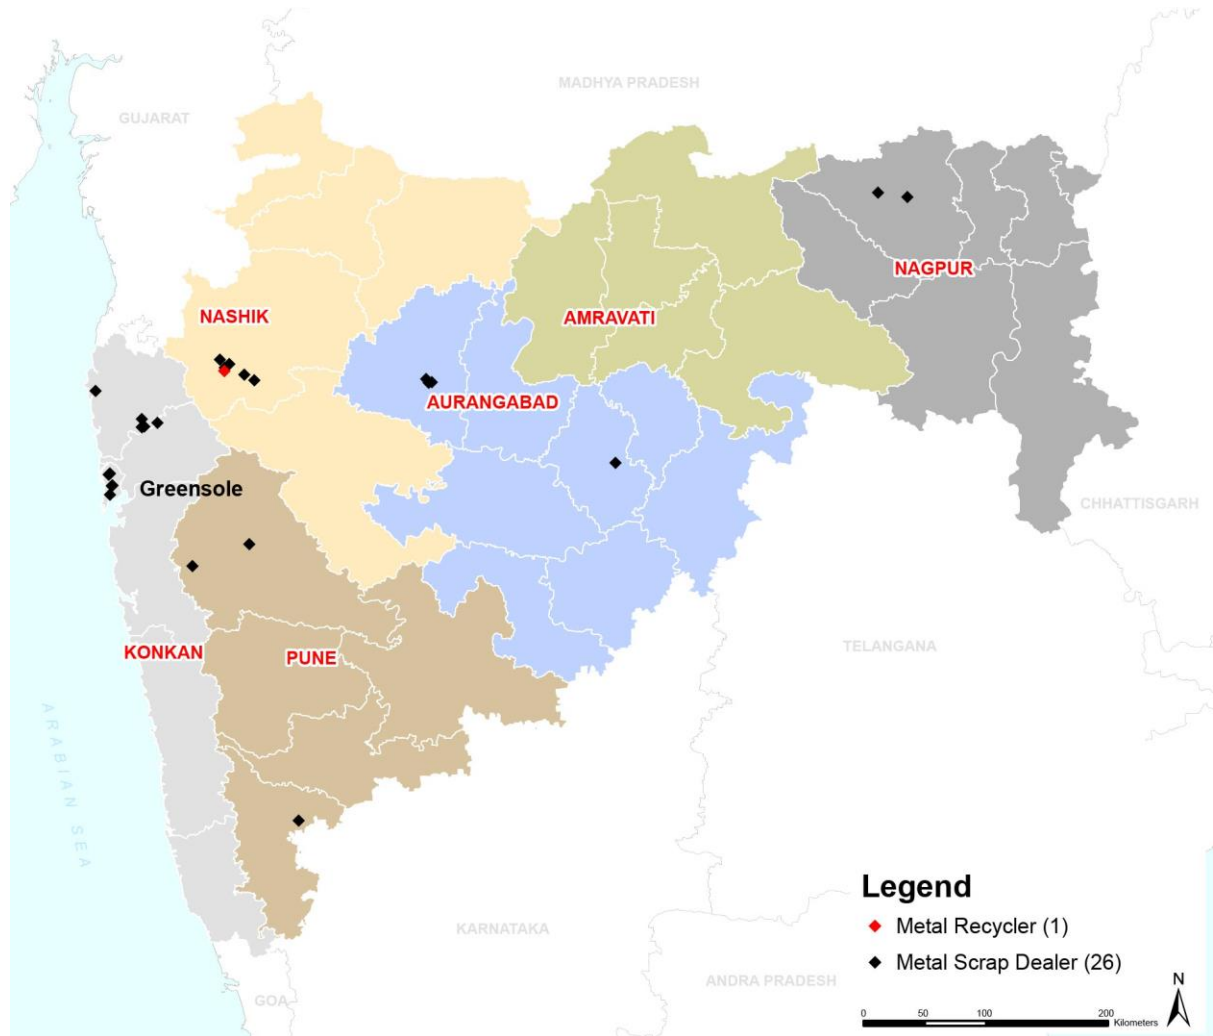 MADHYA PRADESH
GUJARAT
NAGPUR
NASHIK
AMRAVATI
AURANGABAD
Greensole
CHHATTISGARH
TELANGANA
KONKAN
PUNE
ARABIAN SEA
Legend
Metal Recycler (1)
Metal Scrap Dealer (26)
KARNATAKA
ANDRA PRADESH
GOA
N
0 50 100 200
Kilometers